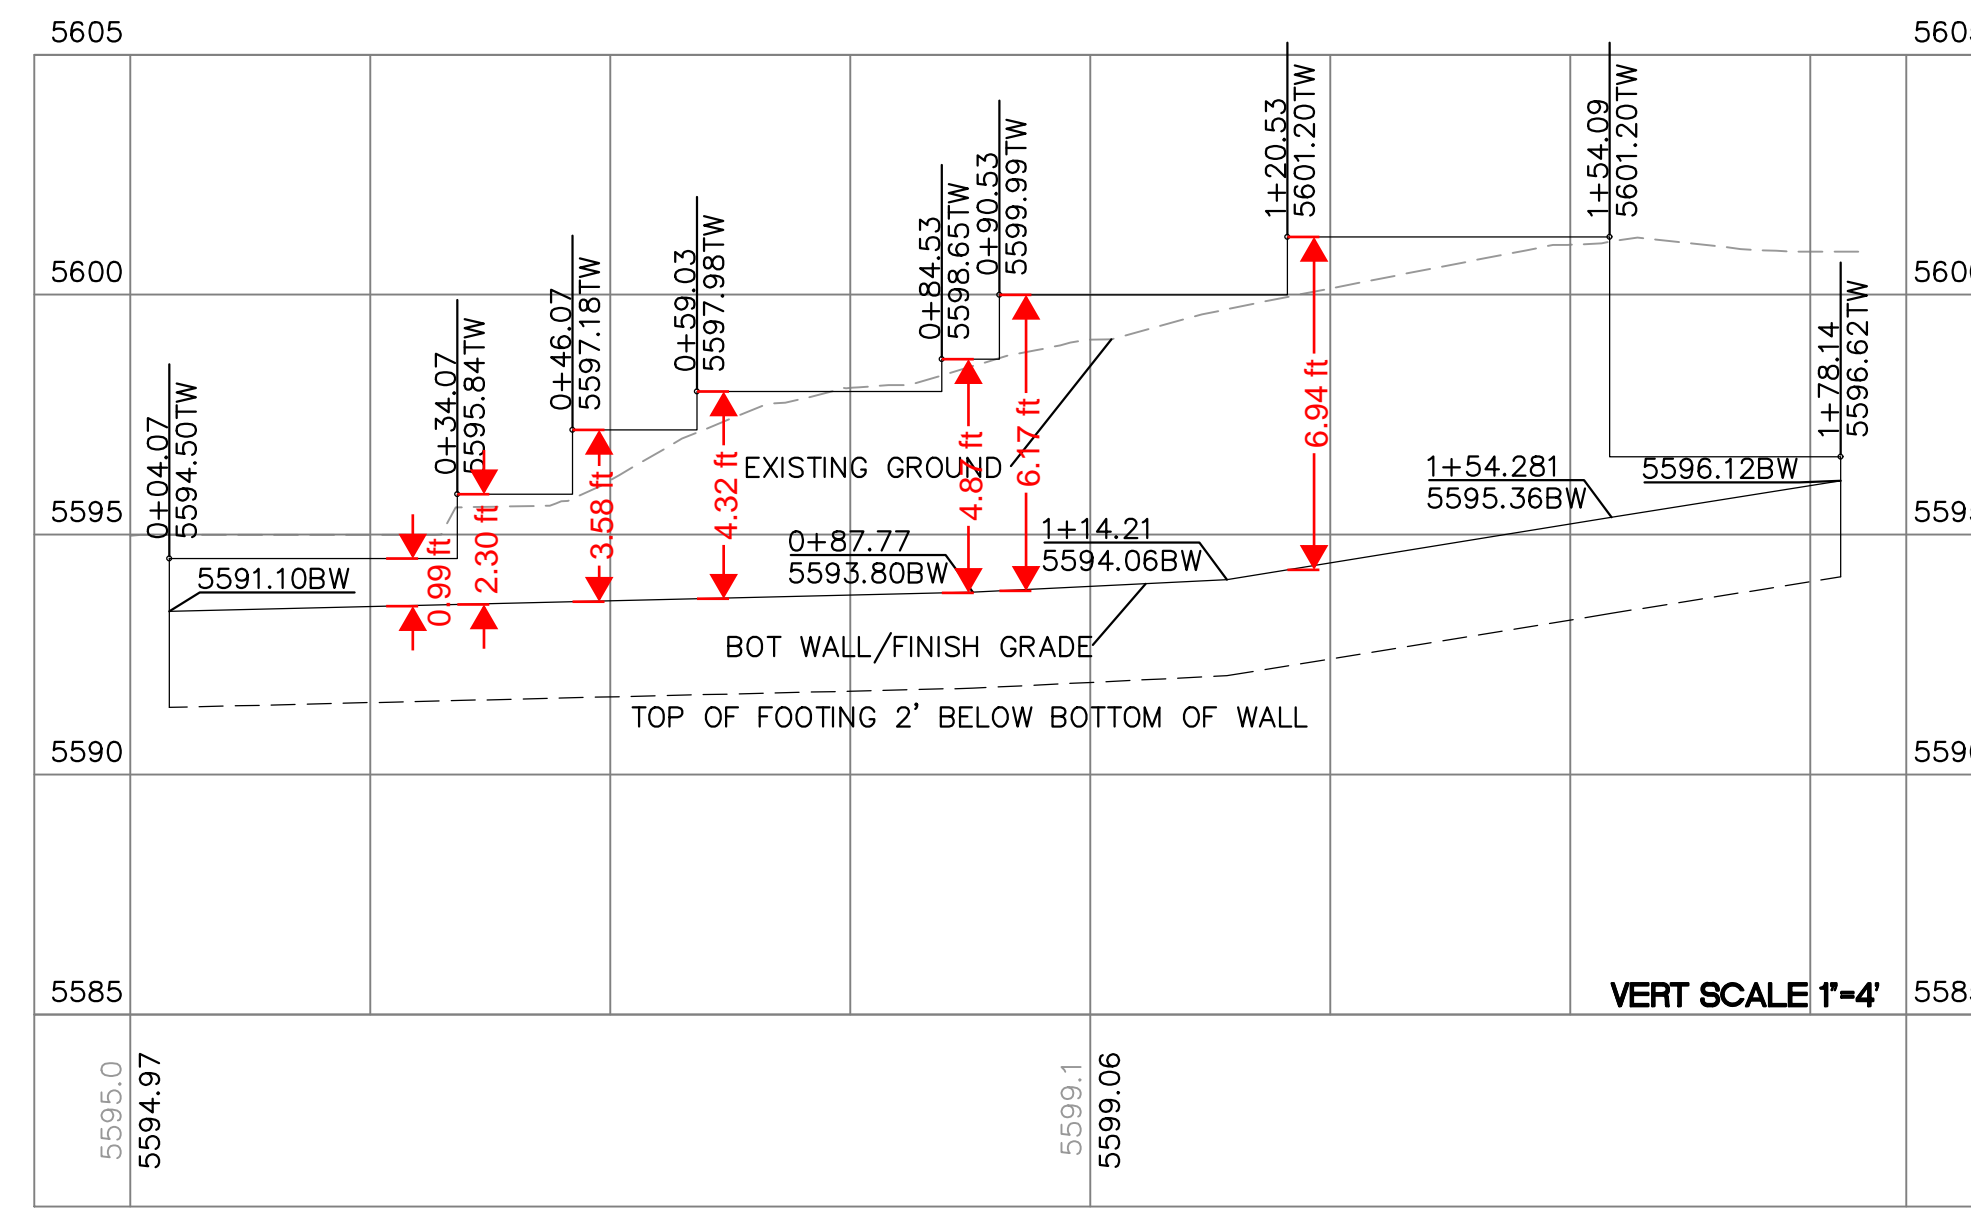 5605
5605
5600
5600
5595
5595
5590
5590
5585
0+04.07
5594.50TW
0+34.07
5595.84TW
0+46.07
5597.18TW
0+59.03
5597.98TW
0+84.53
5598.65TW
0+90.53
5599.99TW
1+20.53
5601.20TW
1+54.09
5601.20TW
1+78.14
5596.62TW
0.99 ft
2.30 ft
3.58 ft
4.32 ft
4.87 ft
6.17 ft
6.94 ft
EXISTING GROUND
1+54.281
5595.36BW
5596.12BW
0+87.77
5593.80BW
1+14.21
5594.06BW
5591.10BW
BOT WALL/FINISH GRADE
TOP OF FOOTING 2' BELOW BOTTOM OF WALL
VERT SCALE 1"=4'
5585
5595.0
5594.97
5599.1
5599.06